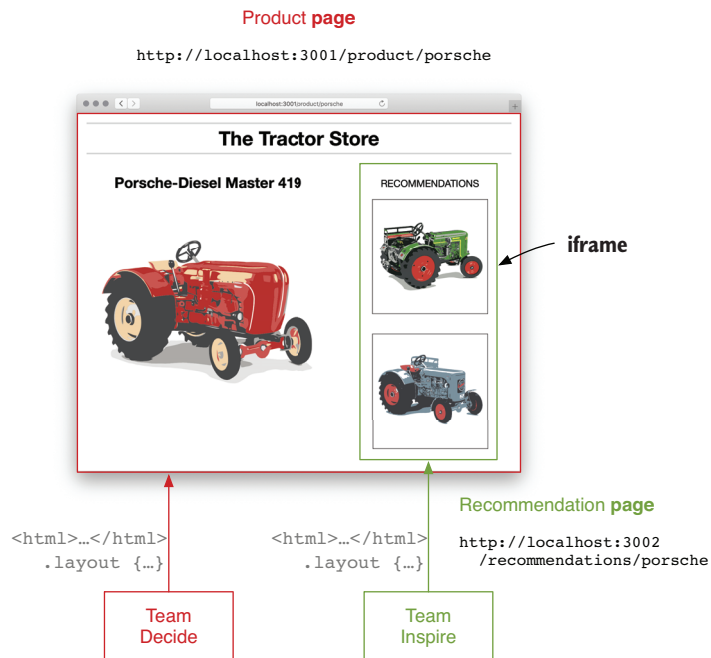 Product page
http://localhost:3001/product/porsche
localhost:3001/product/porsche
The Tractor Store
Porsche-Diesel Master 419
RECOMMENDATIONS
iframe
Recommendation page
http://localhost:3002
/recommendations/porsche
<html>…</html>
.layout {…}
<html>…</html>
.layout {…}
Team
Decide
Team
Inspire